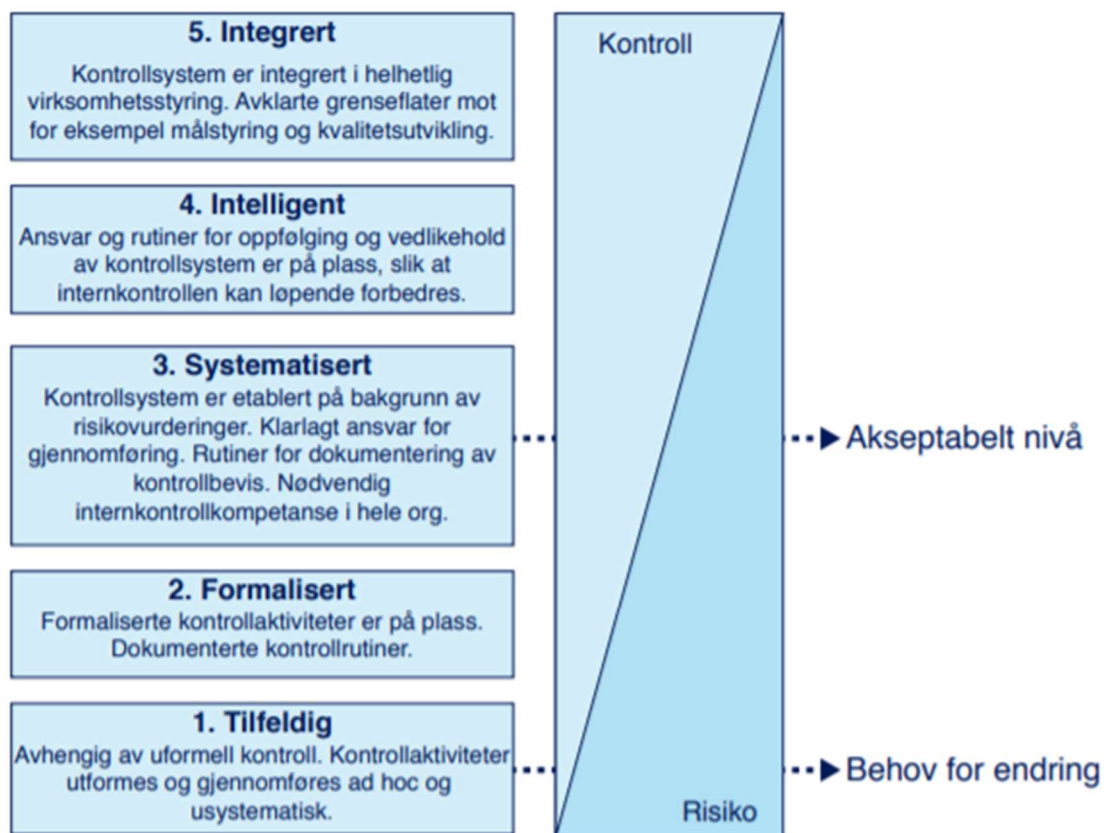 5. Integrert
Kontrollsystem er integrert i helhetlig
virksomhetsstyring. Avklarte grenseflater mot
for eksempel målstyring og kvalitetsutvikling.
4. Intelligent
Ansvar og rutiner for oppfølging og vedlikehold
av kontrollsystem er på plass, slik at
internkontrollen kan løpende forbedres.
3. Systematisert
Kontrollsystem er etablert på bakgrunn av
risikovurderinger. Klarlagt ansvar for
gjennomføring. Rutiner for dokumentering av
kontrollbevis. Nødvendig
internkontrollkompetanse i hele org.
2. Formalisert
Formaliserte kontrollaktiviteter er på plass.
Dokumenterte kontrollrutiner.
1. Tilfeldig
Avhengig av uformell kontroll. Kontrollaktiviteter
utformes og gjennomføres ad hoc og
usystematisk.
Kontroll
Risiko
Akseptabelt nivå
Behov for endring